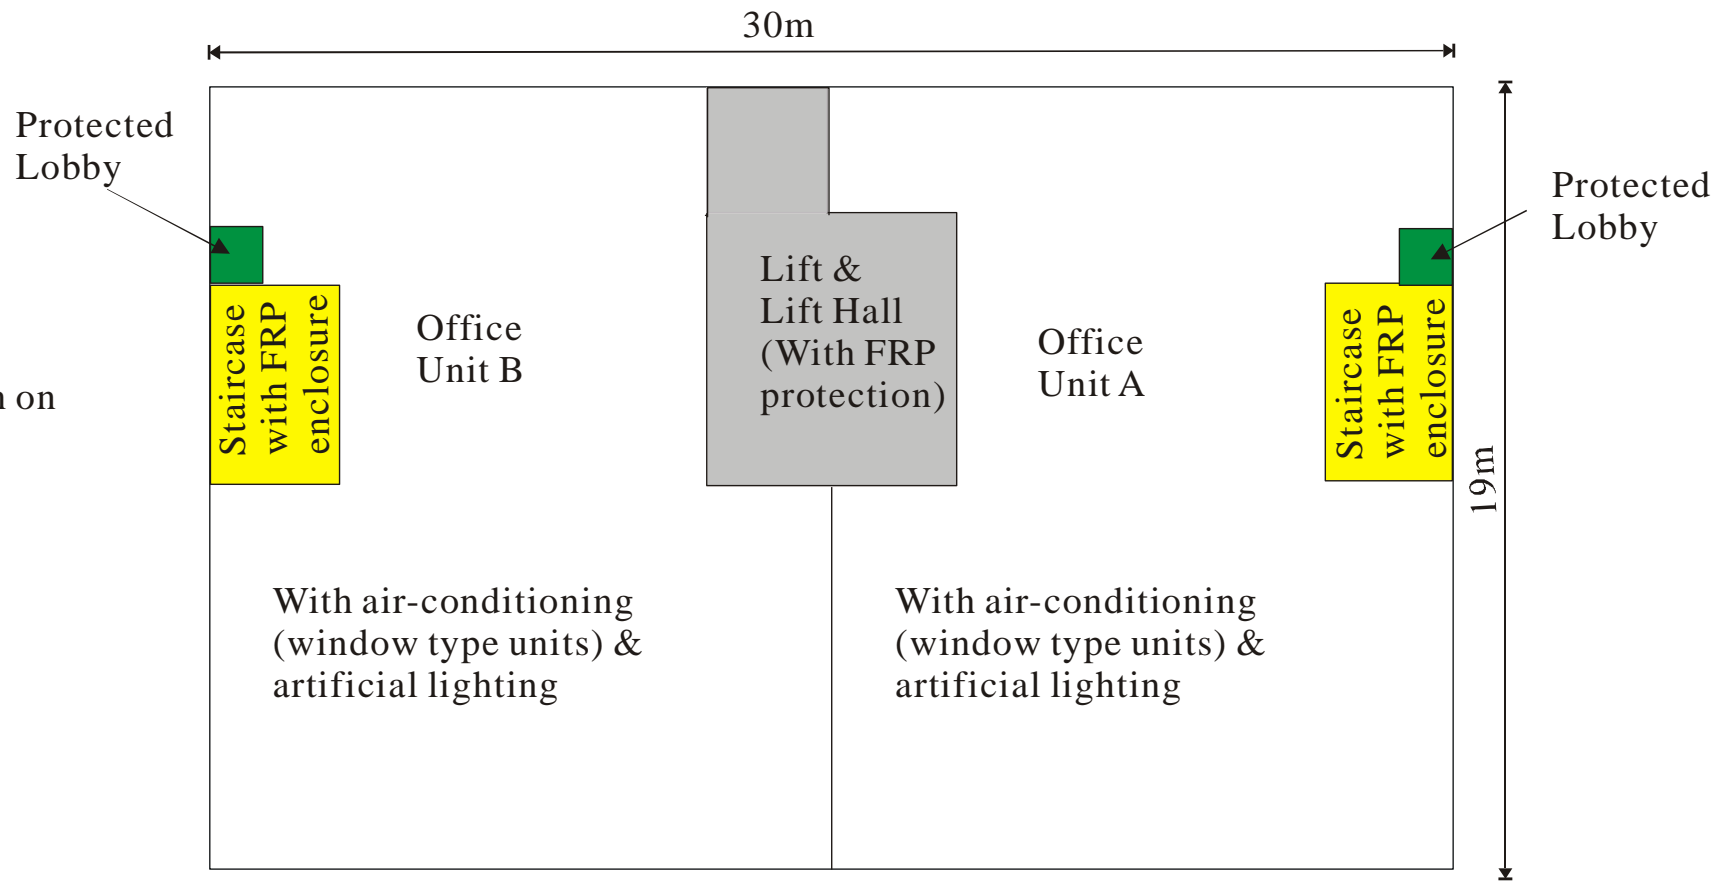 30m
Protected
Lobby
Protected
Lobby
Lift &
Lift Hall
(With FRP
protection)
Office
Unit B
Office
Unit A
Staircase
with FRP
enclosure
Staircase
with FRP
enclosure
on
19m
With air-conditioning
(window type units) &
artificial lighting
With air-conditioning
(window type units) &
artificial lighting